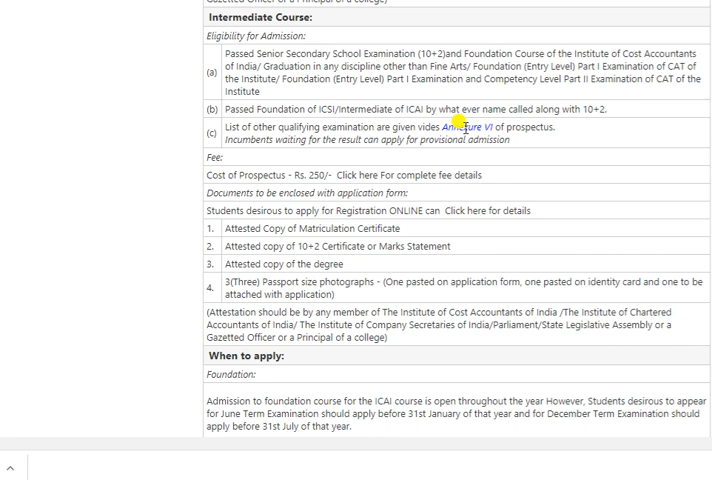 Gazetted Officer or a Principal of a college)
Intermediate Course:
Eligibility for Admission:
(a) Passed Senior Secondary School Examination (10+2)and Foundation Course of the Institute of Cost Accountants
of India/ Graduation in any discipline other than Fine Arts/ Foundation (Entry Level) Part I Examination of CAT of
the Institute/ Foundation (Entry Level) Part I Examination and Competency Level Part II Examination of CAT of the
Institute
(b) Passed Foundation of ICSI/Intermediate of ICAI by what ever name called along with 10+2.
(c) List of other qualifying examination are given vides Annexure VI of prospectus.
Incumbents waiting for the result can apply for provisional admission
Fee:
Cost of Prospectus - Rs. 250/- Click here For complete fee details
Documents to be enclosed with application form:
Students desirous to apply for Registration ONLINE can Click here for details
1. Attested Copy of Matriculation Certificate
2. Attested copy of 10+2 Certificate or Marks Statement
3. Attested copy of the degree
4. 3(Three) Passport size photographs - (One pasted on application form, one pasted on identity card and one to be
attached with application)
(Attestation should be by any member of The Institute of Cost Accountants of India /The Institute of Chartered
Accountants of India/ The Institute of Company Secretaries of India/Parliament/State Legislative Assembly or a
Gazetted Officer or a Principal of a college)
When to apply:
Foundation:
Admission to foundation course for the ICAI course is open throughout the year However, Students desirous to appear
for June Term Examination should apply before 31st January of that year and for December Term Examination should
apply before 31st July of that year.